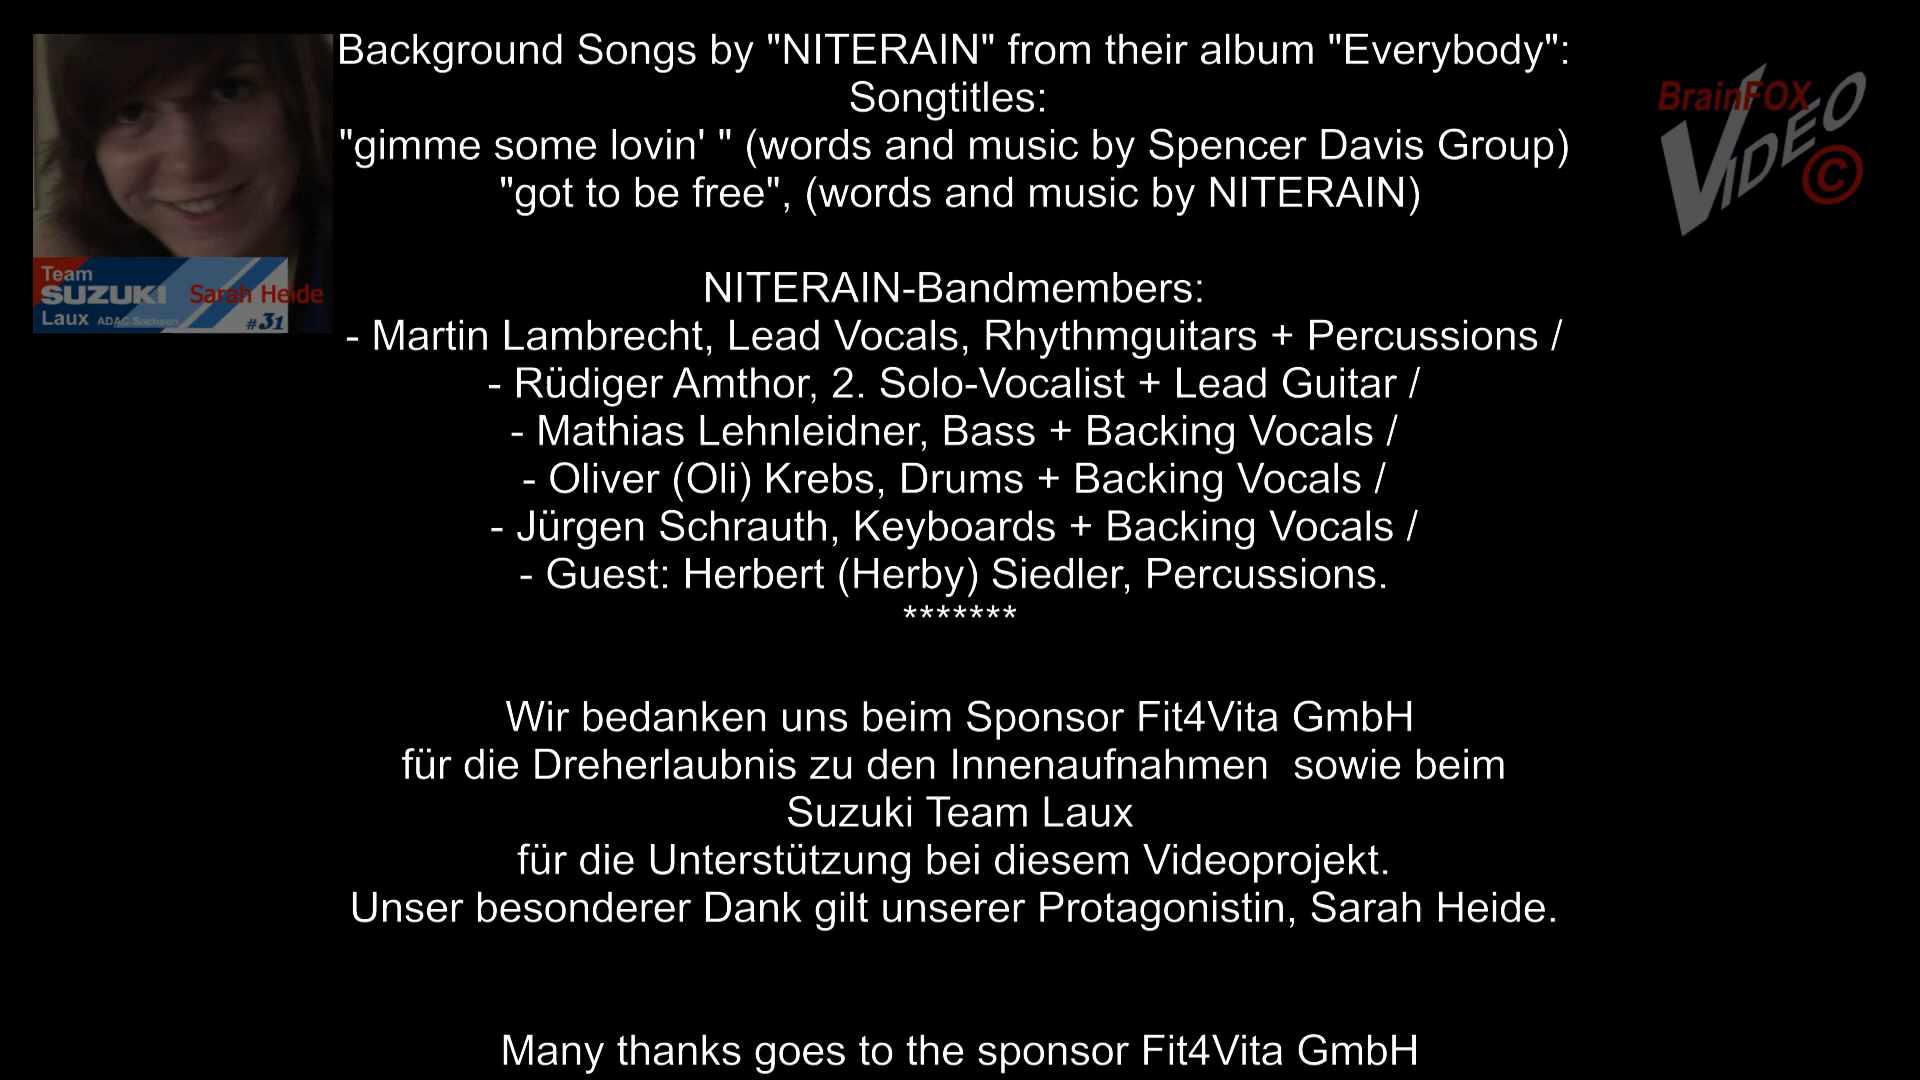 Background Songs by "NITERAIN" from their album "Everybody":
Songtitles:
"gimme some lovin' " (words and music by Spencer Davis Group)
"got to be free", (words and music by NITERAIN)
NITERAIN-Bandmembers:
- Martin Lambrecht, Lead Vocals, Rhythmguitars + Percussions /
- Rüdiger Amthor, 2. Solo-Vocalist + Lead Guitar /
- Mathias Lehnleidner, Bass + Backing Vocals /
- Oliver (Oli) Krebs, Drums + Backing Vocals /
- Jürgen Schrauth, Keyboards + Backing Vocals /
- Guest: Herbert (Herby) Siedler, Percussions.
*******
Wir bedanken uns beim Sponsor Fit4Vita GmbH
für die Dreherlaubnis zu den Innenaufnahmen  sowie beim
Suzuki Team Laux
für die Unterstützung bei diesem Videoprojekt.
Unser besonderer Dank gilt unserer Protagonistin, Sarah Heide.
Many thanks goes to the sponsor Fit4Vita GmbH
Team
SUZUKI Sarah Heide
Laux ADAC Sachsen #31
BrainFOX
VIDEO
©